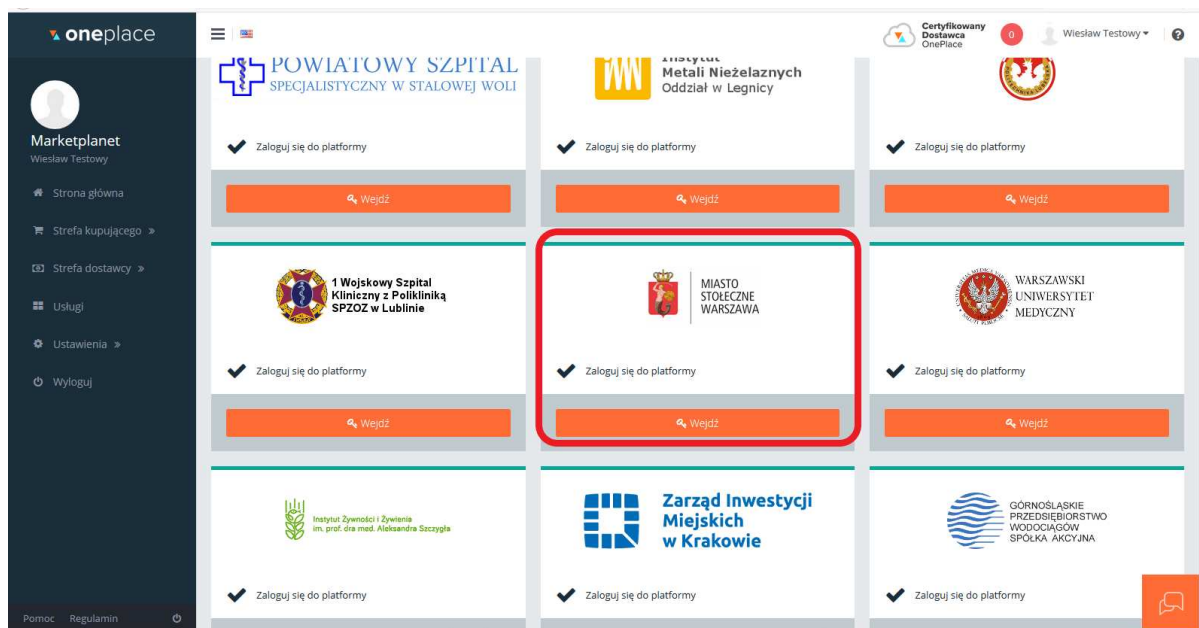 oneplace
Certyfikowany
Dostawca
OnePlace
0
Wiesław Testowy
Marketplanet
Wiesław Testowy
Strona główna
Strefa kupującego »
Strefa dostawcy »
Usługi
Ustawienia »
Wyloguj
Pomoc Regulamin
POWIATOWY SZPITAL
SPECJALISTYCZNY W STALOWEJ WOLI
Zaloguj się do platformy
Wejdź
Instytut
Metali Nieżelaznych
Oddział w Legnicy
Zaloguj się do platformy
Wejdź
Zaloguj się do platformy
Wejdź
1 Wojskowy Szpital
Kliniczny z Polikliniką
SPZOZ w Lublinie
Zaloguj się do platformy
Wejdź
MIASTO
STOŁECZNE
WARSZAWA
Zaloguj się do platformy
Wejdź
WARSZAWSKI
UNIWERSYTET
MEDYCZNY
Zaloguj się do platformy
Wejdź
Instytut Żywności i Żywienia
im. prof. dra med. Aleksandra Szczygła
Zaloguj się do platformy
Zarząd Inwestycji
Miejskich
w Krakowie
Zaloguj się do platformy
GÓRNOŚLĄSKIE
PRZEDSIĘBIORSTWO
WODOCIĄGÓW
SPÓŁKA AKCYJNA
Zaloguj się do platformy